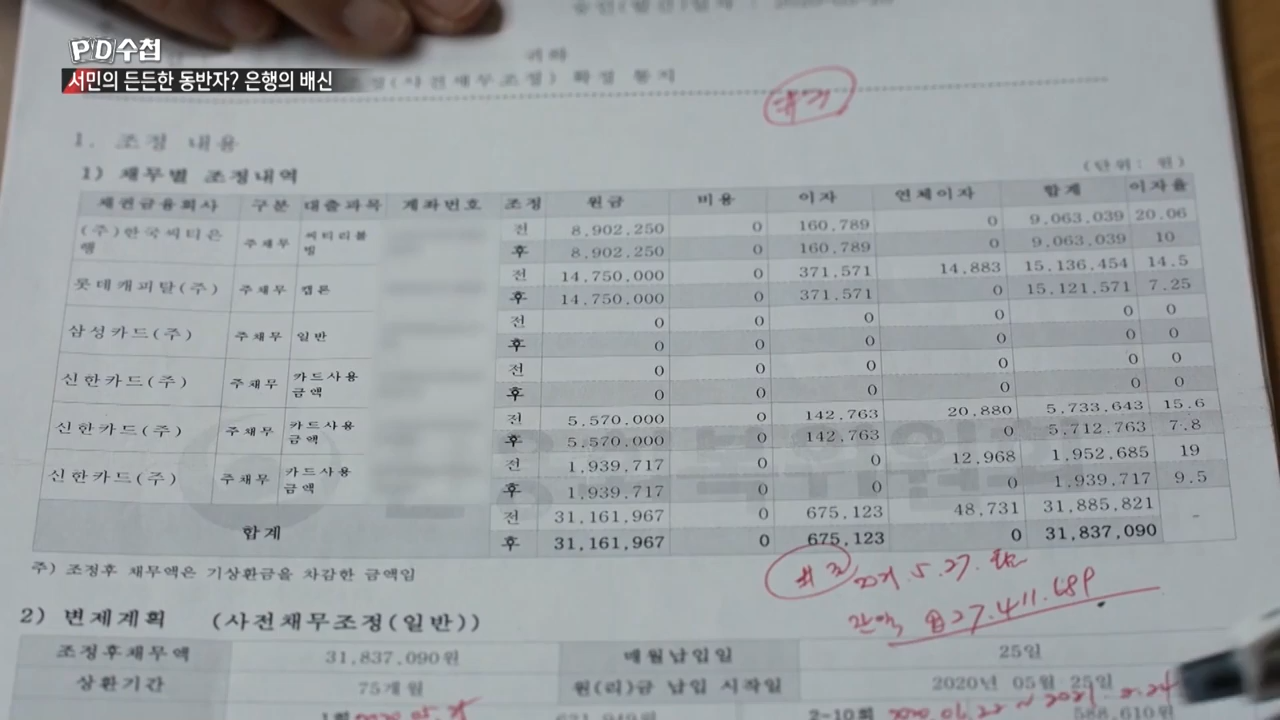 PD수첩
서민의 든든한 동반자? 은행의 배신
귀하
(사전채무조정) 확정 통지
1. 조정 내용
1) 채무별 조정내역
(단위: 원)
채권금융회사 구분 대출과목 계좌번호 조정 원금 비용 이자 연체이자 합계 이자율
(주)한국씨티은행 주채무 씨티리볼빙 전 8,902,250 0 160,789 0 9,063,039 20.06
후 8,902,250 0 160,789 0 9,063,039 10
롯데캐피탈(주) 주채무 캡론 전 14,750,000 0 371,571 14,883 15,136,454 14.5
후 14,750,000 0 371,571 0 15,121,571 7.25
삼성카드(주) 주채무 일반 전 0 0 0 0 0 0
후 0 0 0 0 0 0
신한카드(주) 주채무 카드사용금액 전 0 0 0 0 0 0
후 0 0 0 0 0 0
신한카드(주) 주채무 카드사용금액 전 5,570,000 0 142,763 20,880 5,733,643 15.6
후 5,570,000 0 142,763 0 5,712,763 7.8
신한카드(주) 주채무 카드사용금액 전 1,939,717 0 0 12,968 1,952,685 19
후 1,939,717 0 0 0 1,939,717 9.5
합계 전 31,161,967 0 675,123 48,731 31,885,821 -
후 31,161,967 0 675,123 0 31,837,090
주) 조정후 채무액은 기상환금을 차감한 금액임
5.27.
잔액 27.411.689
2) 변제계획 (사전채무조정(일반))
조정후채무액 31,837,090원 매월납입일 25일
상환기간 75개월 원(리)금 납입 시작일 2020년 05월 25일
1회 2-10회 588,610원